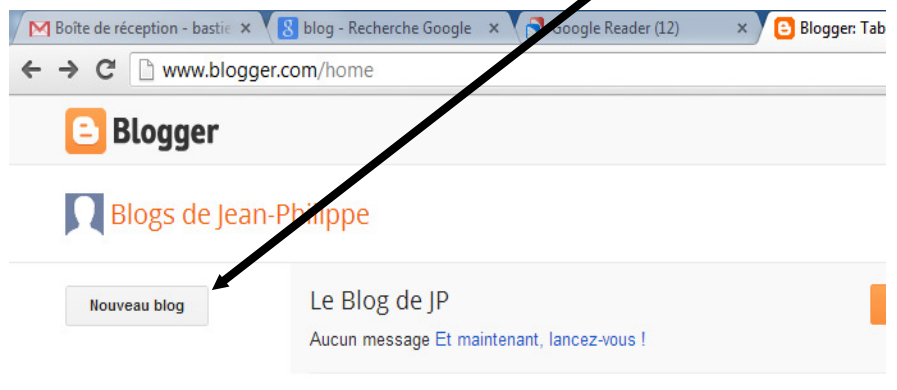 Boîte de réception - bastie
blog - Recherche Google
Google Reader (12)
Blogger: Tab
www.blogger.com/home
Blogger
Blogs de Jean-Philippe
Nouveau blog
Le Blog de JP
Aucun message Et maintenant, lancez-vous !